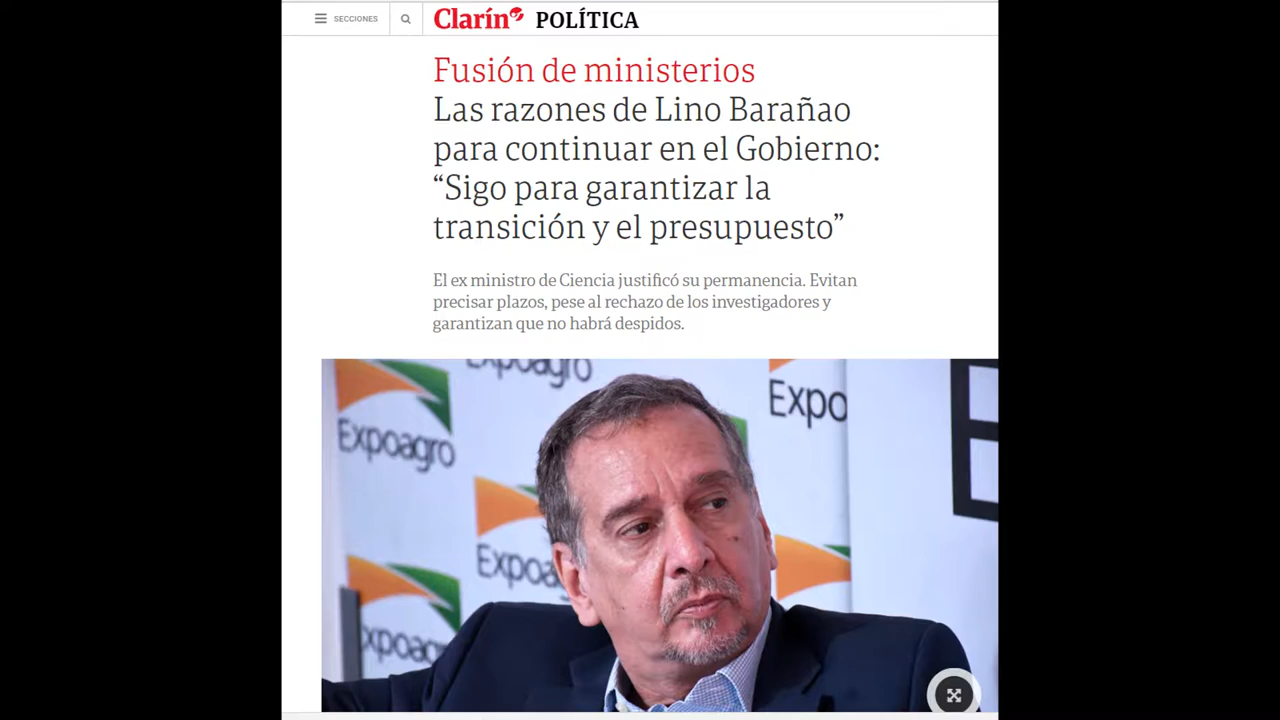 SECCIONES
Clarín POLÍTICA
Fusión de ministerios
Las razones de Lino Barañao
para continuar en el Gobierno:
“Sigo para garantizar la
transición y el presupuesto”
El ex ministro de Ciencia justificó su permanencia. Evitan
precisar plazos, pese al rechazo de los investigadores y
garantizan que no habrá despidos.
Expoagro
Expoagro
Expo
Expoagro
Expoagro
E